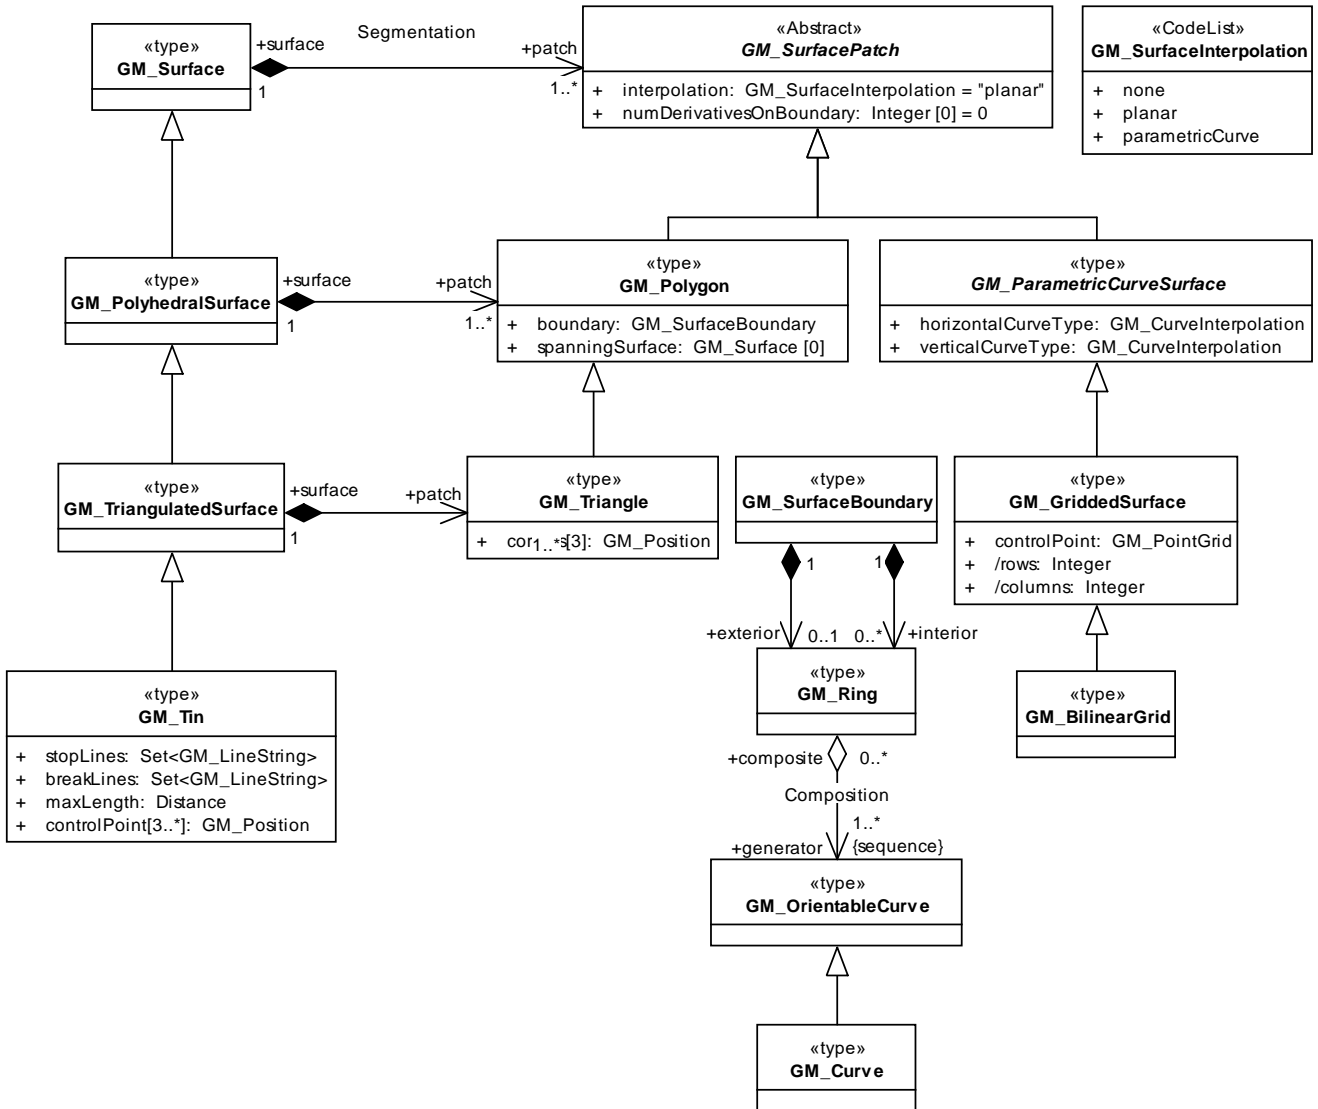 «type»
GM_Surface
+surface
1
Segmentation
+patch
1..*
«Abstract»
GM_SurfacePatch
+ interpolation: GM_SurfaceInterpolation = "planar"
+ numDerivativesOnBoundary: Integer [0] = 0
«CodeList»
GM_SurfaceInterpolation
+ none
+ planar
+ parametricCurve
«type»
GM_PolyhedralSurface
+surface
1
+patch
1..*
«type»
GM_Polygon
+ boundary: GM_SurfaceBoundary
+ spanningSurface: GM_Surface [0]
«type»
GM_ParametricCurveSurface
+ horizontalCurveType: GM_CurveInterpolation
+ verticalCurveType: GM_CurveInterpolation
«type»
GM_TriangulatedSurface
+surface
1
+patch
1..*
«type»
GM_Triangle
+ s[3]: GM_Position
«type»
GM_SurfaceBoundary
1
1
+exterior
0..1
0..*
+interior
«type»
GM_GriddedSurface
+ controlPoint: GM_PointGrid
+ /rows: Integer
+ /columns: Integer
«type»
GM_Tin
+ stopLines: Set<GM_LineString>
+ breakLines: Set<GM_LineString>
+ maxLength: Distance
+ controlPoint[3..*]: GM_Position
«type»
GM_Ring
«type»
GM_BilinearGrid
+composite
0..*
Composition
1..*
+generator
{sequence}
«type»
GM_OrientableCurve
«type»
GM_Curve